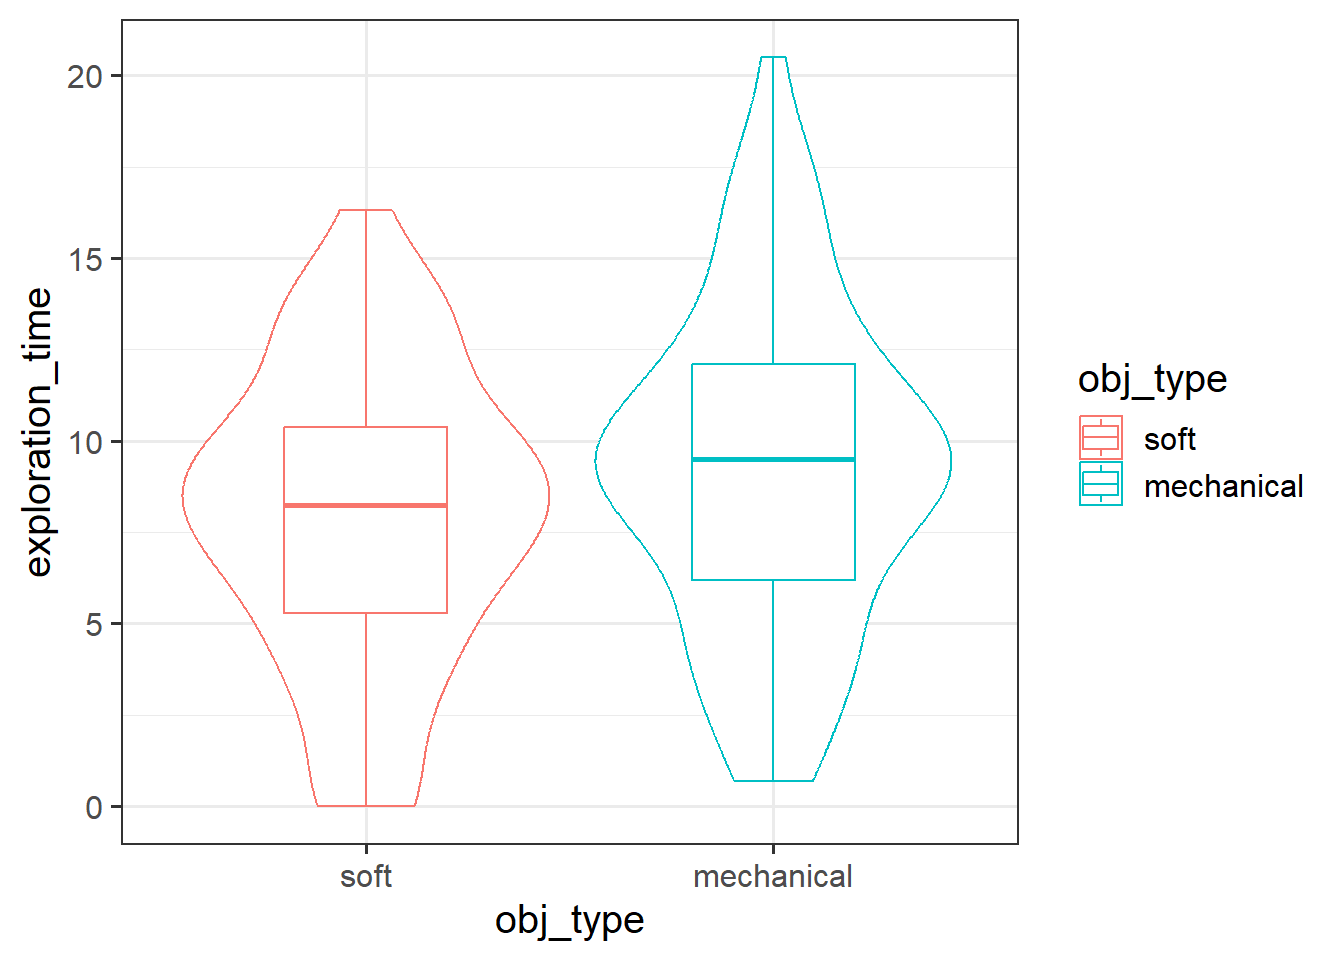 exploration_time
20
15
10
5
0
soft
mechanical
obj_type
obj_type
soft
mechanical